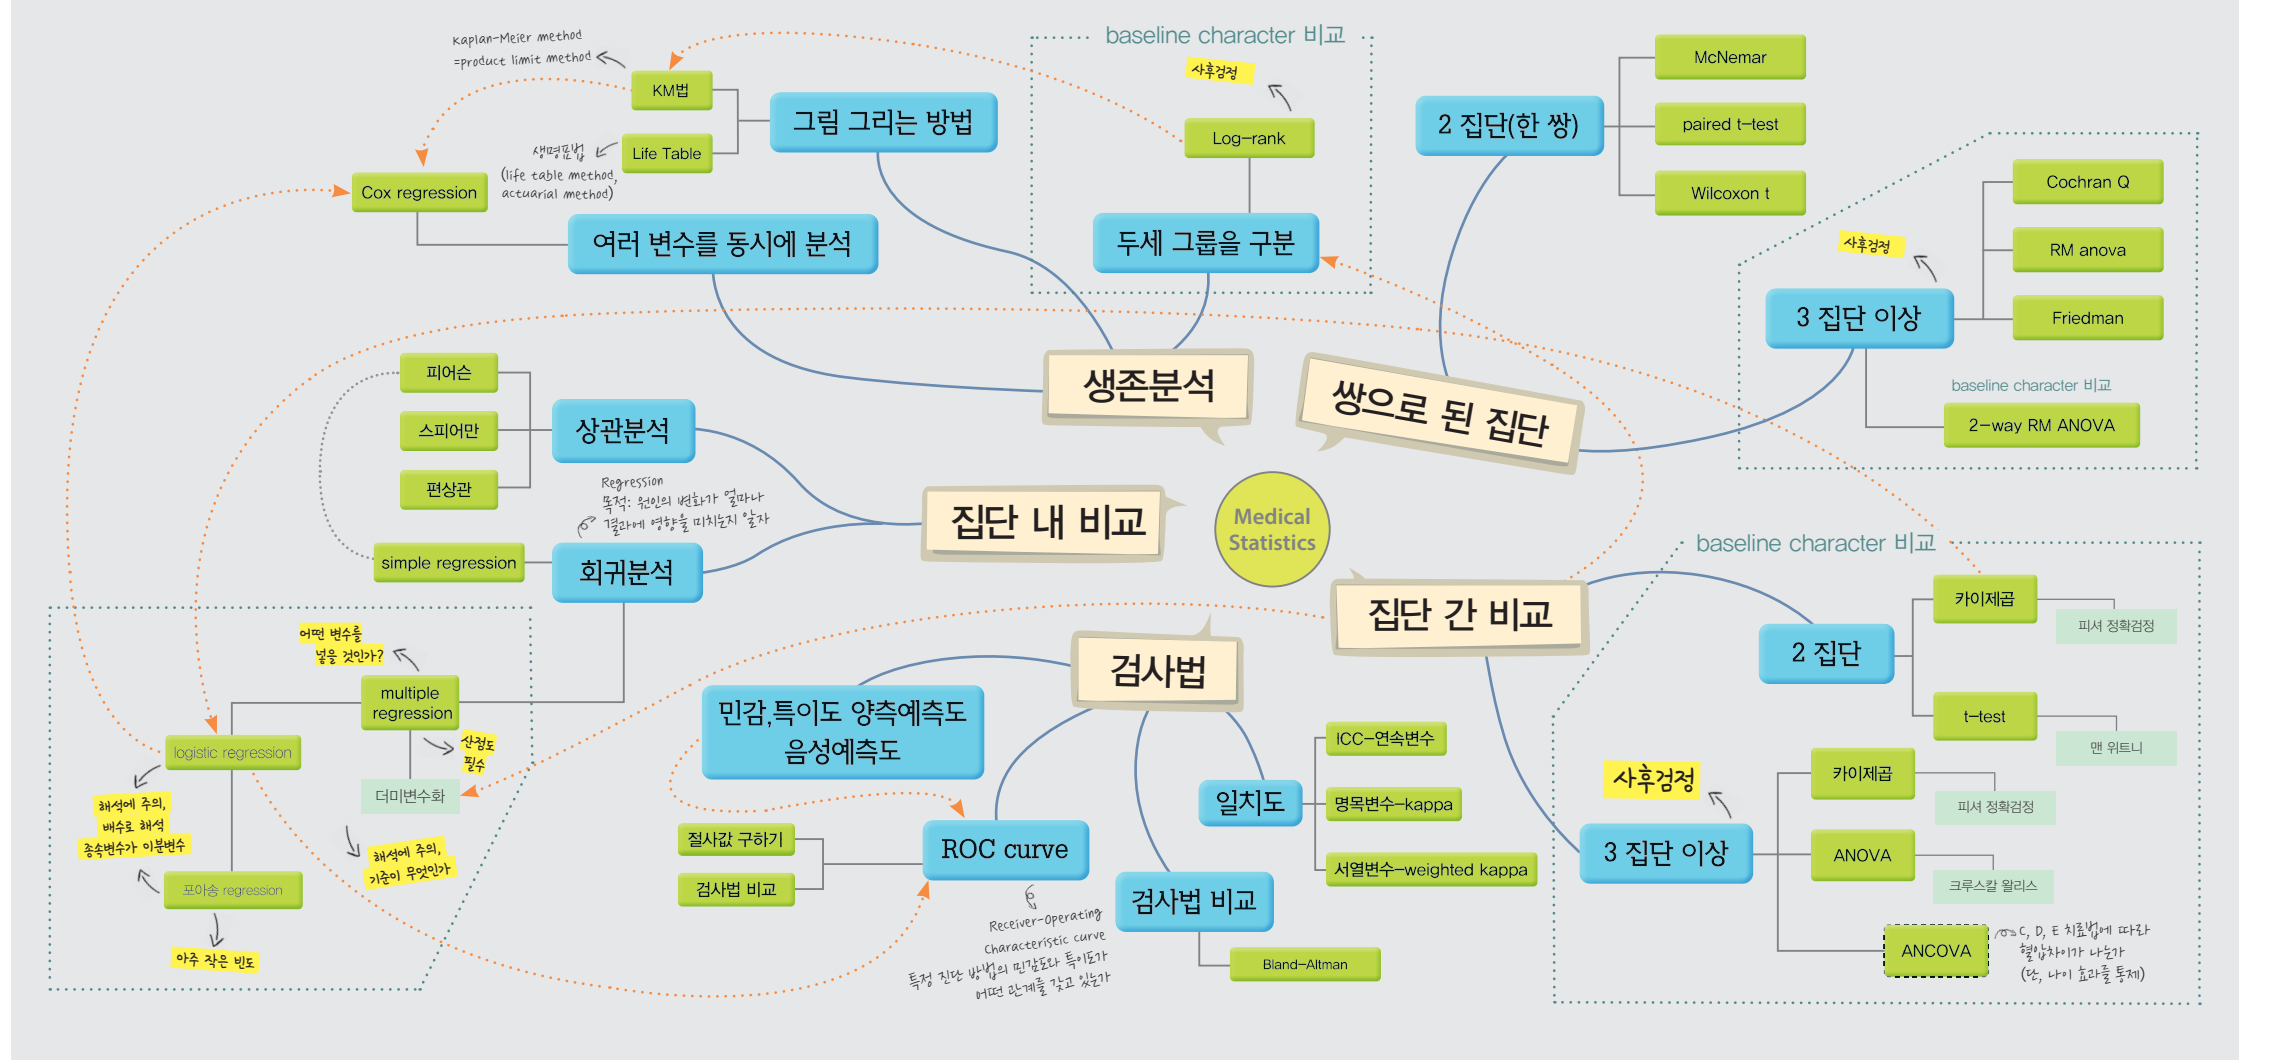 Kaplan-Meier method
=product limit method
KM법
Life Table
생명표법
(life table method,
actuarial method)
그림 그리는 방법
Cox regression
여러 변수를 동시에 분석
baseline character 비교
사후검정
Log-rank
두세 그룹을 구분
생존분석
2 집단(한 쌍)
McNemar
paired t-test
Wilcoxon t
사후검정
3 집단 이상
Cochran Q
RM anova
Friedman
baseline character 비교
2-way RM ANOVA
쌍으로 된 집단
피어슨
스피어만
편상관
상관분석
Regression
목적: 원인의 변화가 얼마나
결과에 영향을 미치는지 알자
simple regression
회귀분석
집단 내 비교
Medical
Statistics
어떤 변수를
넣을 것인가?
multiple
regression
산점도
필수
logistic regression
더미변수화
해석에 주의,
배수로 해석
종속변수가 이분변수
해석에 주의,
기준이 무엇인가
포아송 regression
아주 작은 빈도
검사법
민감,특이도 양측예측도
음성예측도
절사값 구하기
검사법 비교
ROC curve
Receiver-Operating
Characteristic curve
특정 진단 방법의 민감도와 특이도가
어떤 관계를 갖고 있는가
검사법 비교
Bland-Altman
일치도
ICC-연속변수
명목변수-kappa
서열변수-weighted kappa
집단 간 비교
baseline character 비교
2 집단
카이제곱
피셔 정확검정
t-test
맨 위트니
사후검정
3 집단 이상
카이제곱
피셔 정확검정
ANOVA
크루스칼 왈리스
ANCOVA
C, D, E 치료법에 따라
혈압차이가 나는가
(단, 나이 효과를 통제)